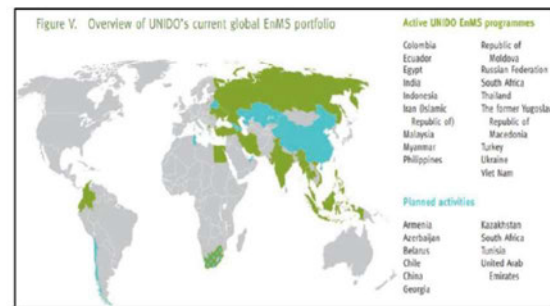 Figure V. Overview of UNIDO's current global EnMS portfolio
Active UNIDO EnMS programmes
Colombia
Ecuador
Egypt
India
Indonesia
Iran (Islamic
Republic of)
Malaysia
Myanmar
Philippines
Republic of
Moldova
Russian Federation
South Africa
Thailand
The former Yugoslav
Republic of
Macedonia
Turkey
Ukraine
Viet Nam
Planned activities
Armenia
Azerbaijan
Belarus
Chile
China
Georgia
Kazakhstan
South Africa
Tunisia
United Arab
Emirates